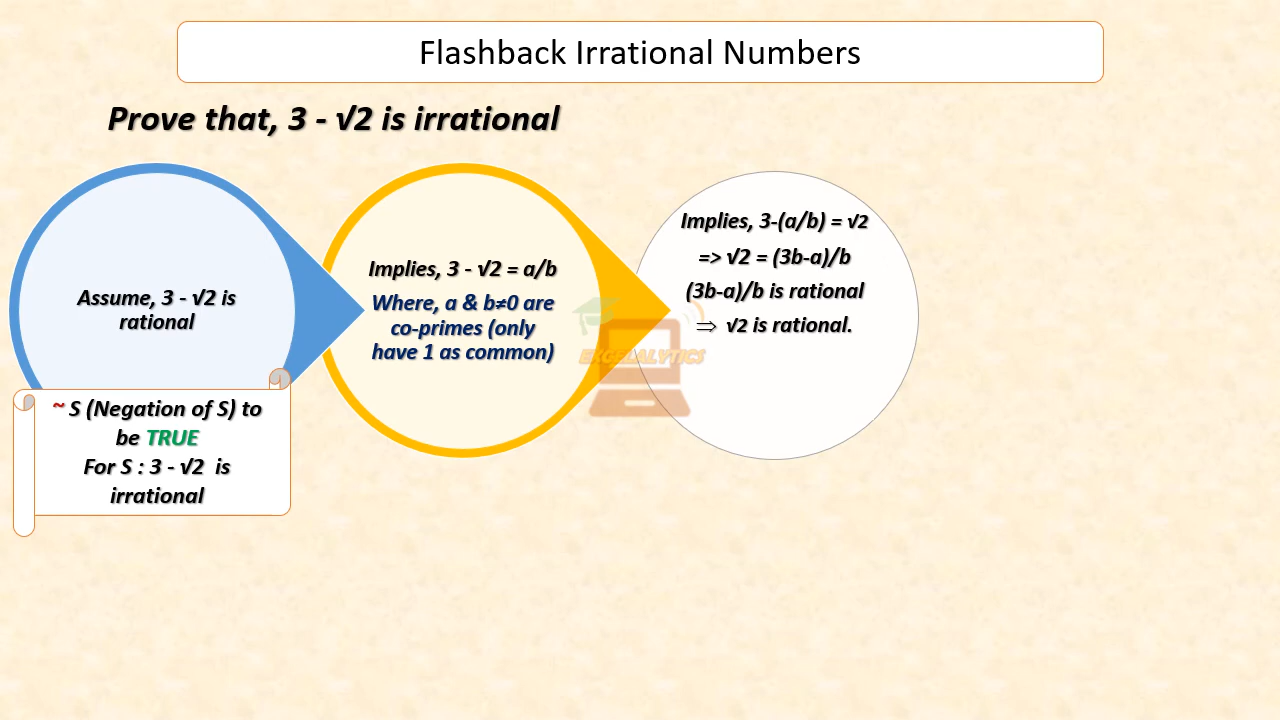 Flashback Irrational Numbers
Prove that, 3 - √2 is irrational
Assume, 3 - √2 is
rational
~ S (Negation of S) to
be TRUE
For S : 3 - √2 is
irrational
Implies, 3 - √2 = a/b
Where, a & b≠0 are
co-primes (only
have 1 as common)
Implies, 3-(a/b) = √2
=> √2 = (3b-a)/b
(3b-a)/b is rational
⇒ √2 is rational.
EXCELALYTICS